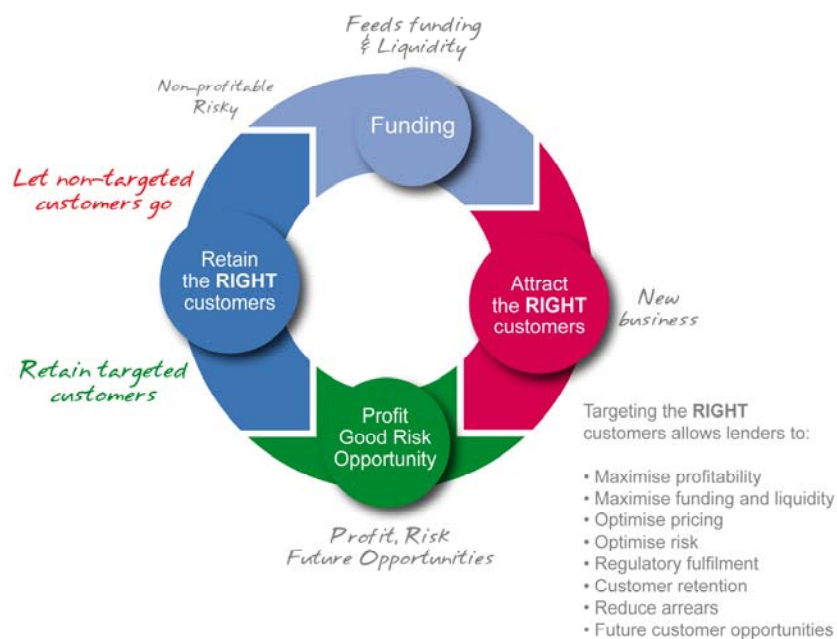 Feeds funding
& Liquidity
Non-profitable
Risky
Funding
Let non-targeted
customers go
Retain
the RIGHT
customers
Attract
the RIGHT
customers
New
business
Retain targeted
customers
Profit
Good Risk
Opportunity
Profit, Risk
Future Opportunities
Targeting the RIGHT
customers allows lenders to:
• Maximise profitability
• Maximise funding and liquidity
• Optimise pricing
• Optimise risk
• Regulatory fulfilment
• Customer retention
• Reduce arrears
• Future customer opportunities